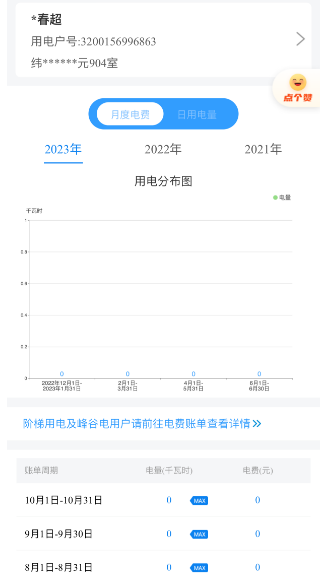 *春超
用电户号:3200156996863
纬******元904室
点个赞
月度电费 日用电量
2023年 2022年 2021年
用电分布图
电量
千瓦时
1
0.8
0.6
0.4
0.2
0
0 0 0 0
2022年12月1日- 2月1日- 4月1日- 6月1日-
2023年1月31日 3月31日 5月31日 6月30日
阶梯用电及峰谷电用户请前往电费账单查看详情
账单周期 电量(千瓦时) 电费(元)
10月1日-10月31日 0 MAX 0
9月1日-9月30日 0 MAX 0
8月1日-8月31日 0 MAX 0